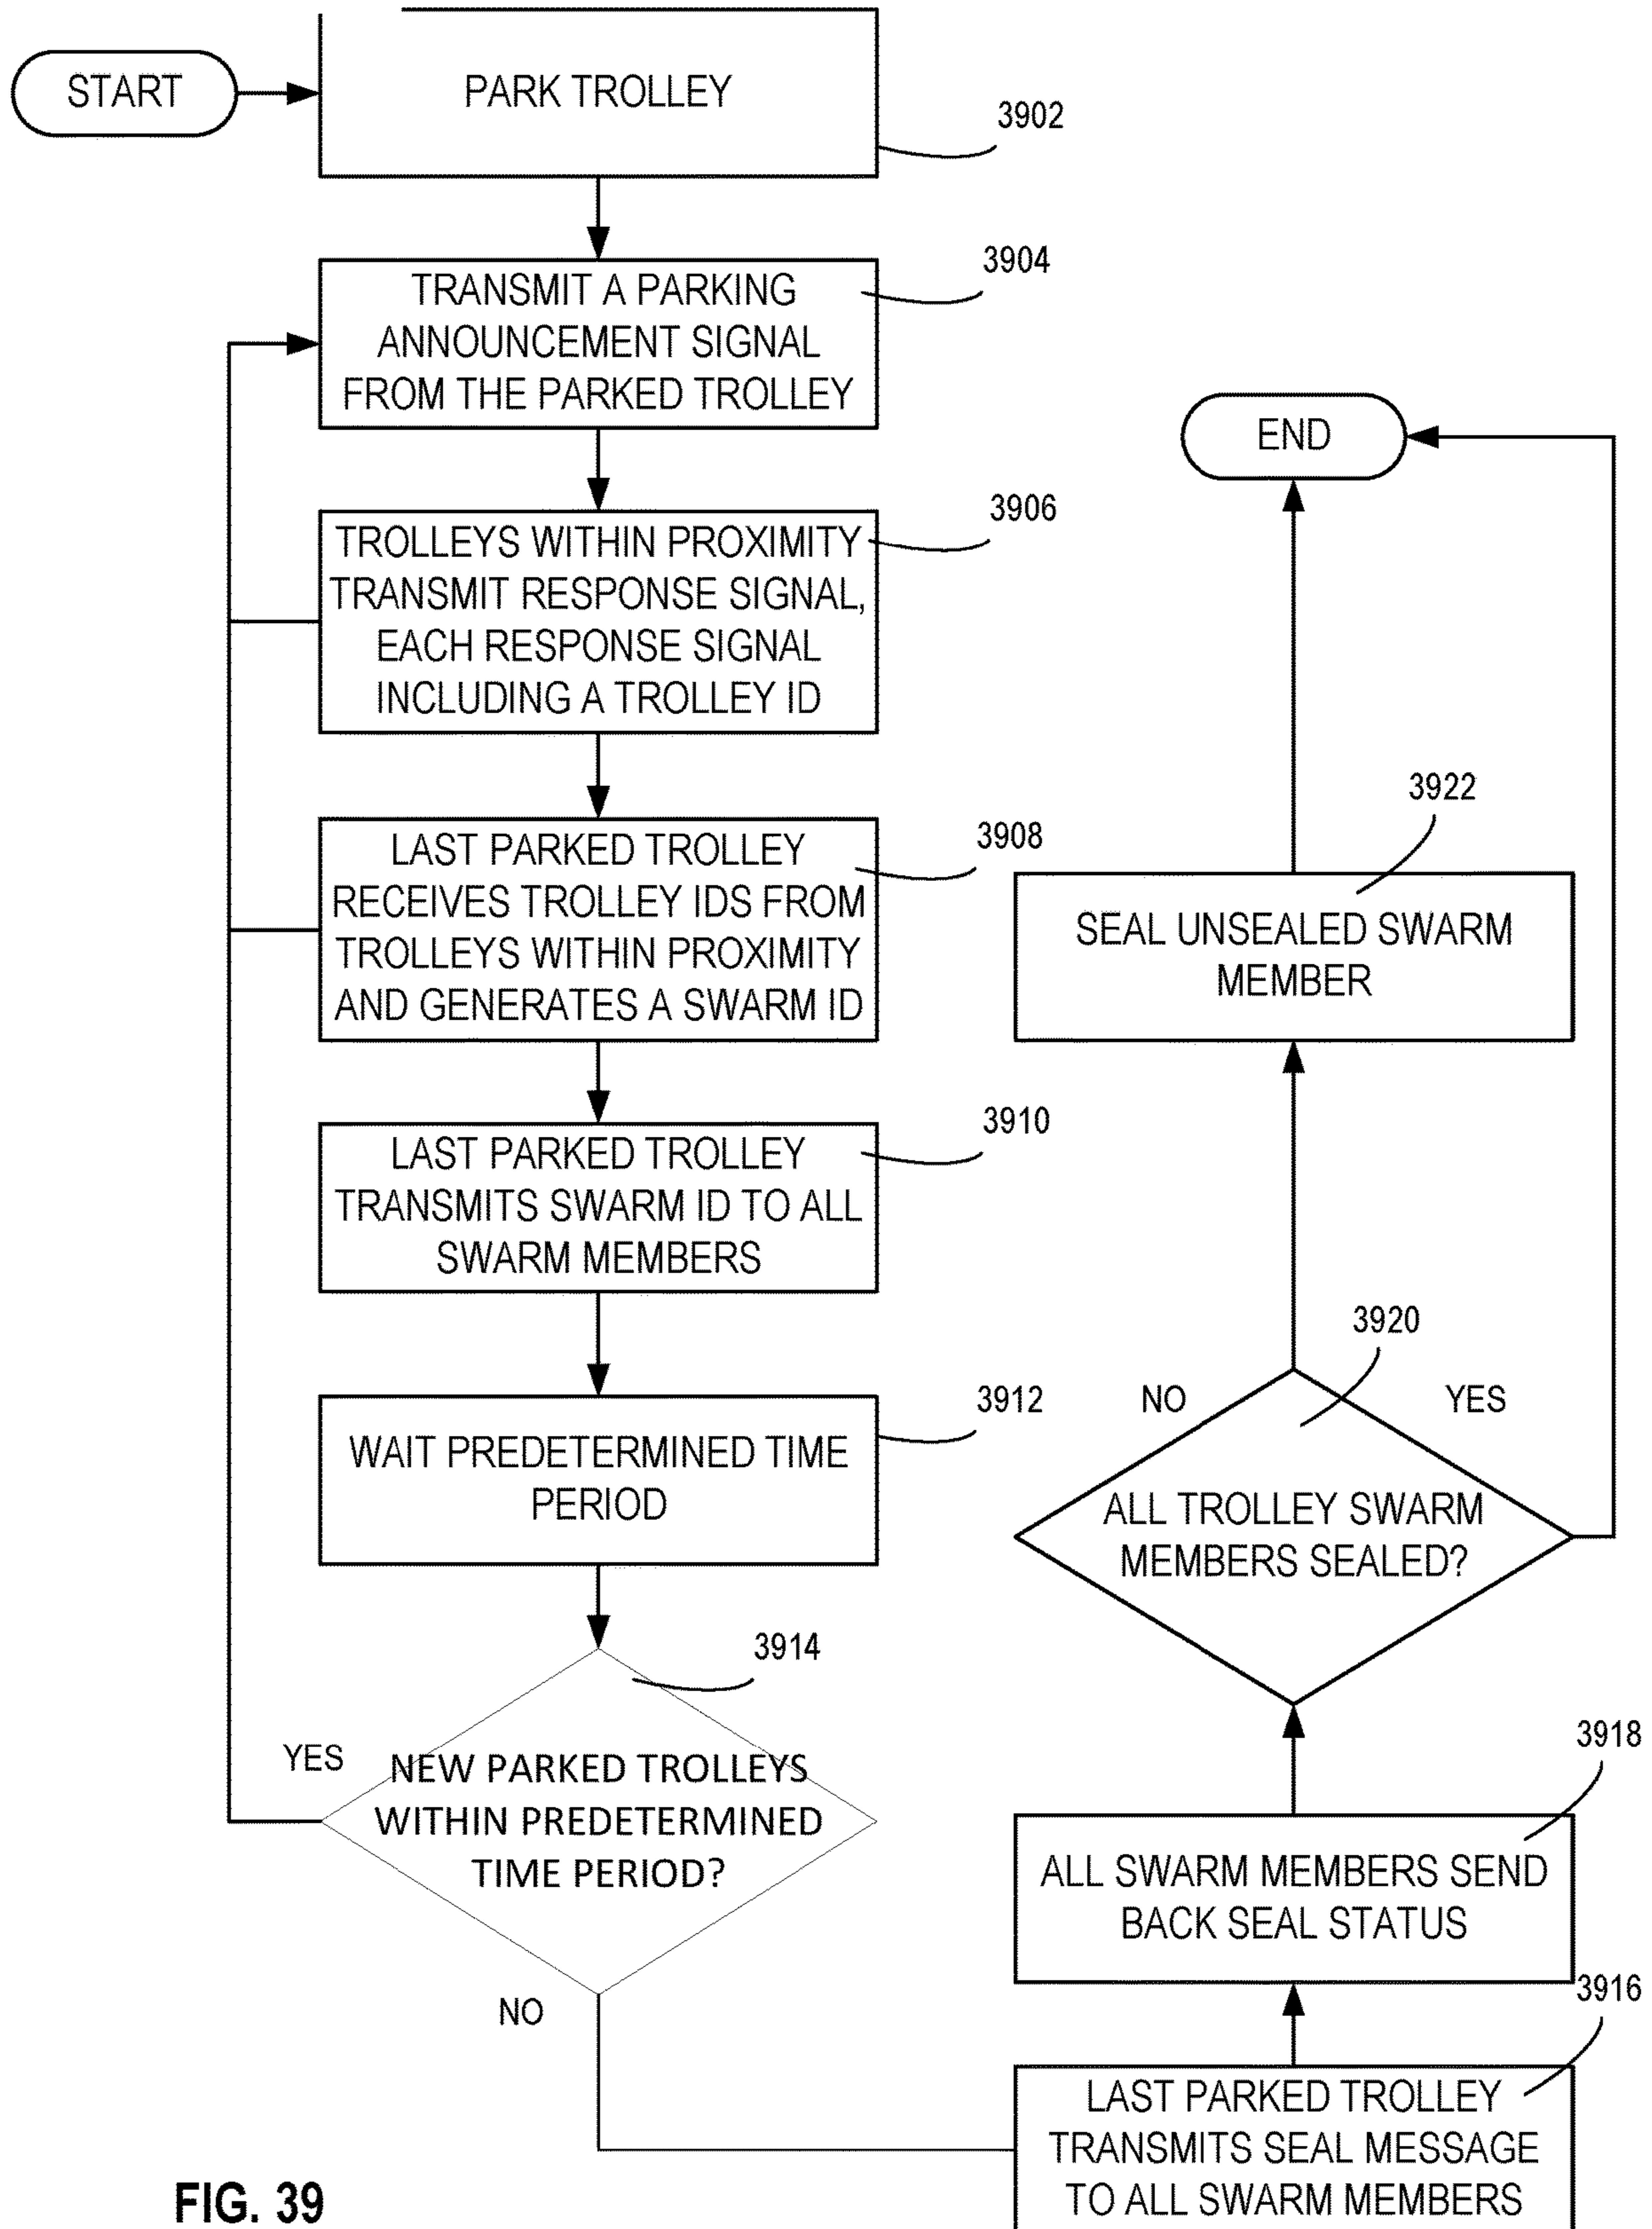 START
PARK TROLLEY
3902
3904
TRANSMIT A PARKING
ANNOUNCEMENT SIGNAL
FROM THE PARKED TROLLEY
3906
TROLLEYS WITHIN PROXIMITY
TRANSMIT RESPONSE SIGNAL,
EACH RESPONSE SIGNAL
INCLUDING A TROLLEY ID
3908
LAST PARKED TROLLEY
RECEIVES TROLLEY IDS FROM
TROLLEYS WITHIN PROXIMITY
AND GENERATES A SWARM ID
3910
LAST PARKED TROLLEY
TRANSMITS SWARM ID TO ALL
SWARM MEMBERS
3912
WAIT PREDETERMINED TIME
PERIOD
3914
YES
NEW PARKED TROLLEYS
WITHIN PREDETERMINED
TIME PERIOD?
NO
3916
LAST PARKED TROLLEY
TRANSMITS SEAL MESSAGE
TO ALL SWARM MEMBERS
3918
ALL SWARM MEMBERS SEND
BACK SEAL STATUS
3920
NO
YES
ALL TROLLEY SWARM
MEMBERS SEALED?
3922
SEAL UNSEALED SWARM
MEMBER
END
FIG. 39